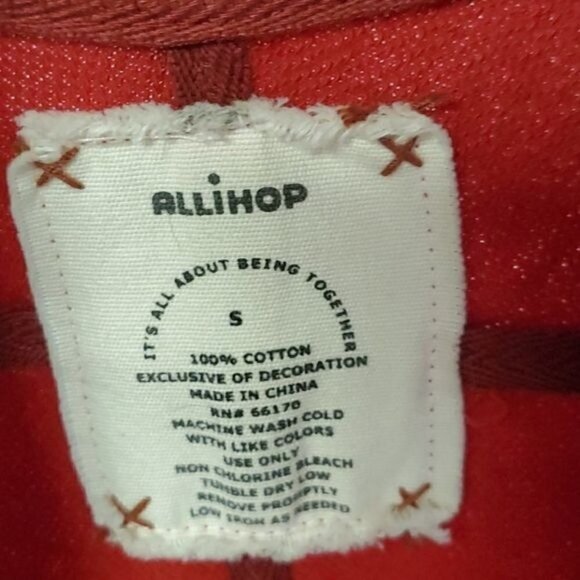 ALLiHOP
IT'S ALL ABOUT BEING TOGETHER
S
100% COTTON
EXCLUSIVE OF DECORATION
MADE IN CHINA
RN# 66170
MACHINE WASH COLD
WITH LIKE COLORS
USE ONLY
NON CHLORINE BLEACH
TUMBLE DRY LOW
REMOVE PROMPTLY
LOW IRON AS NEEDED